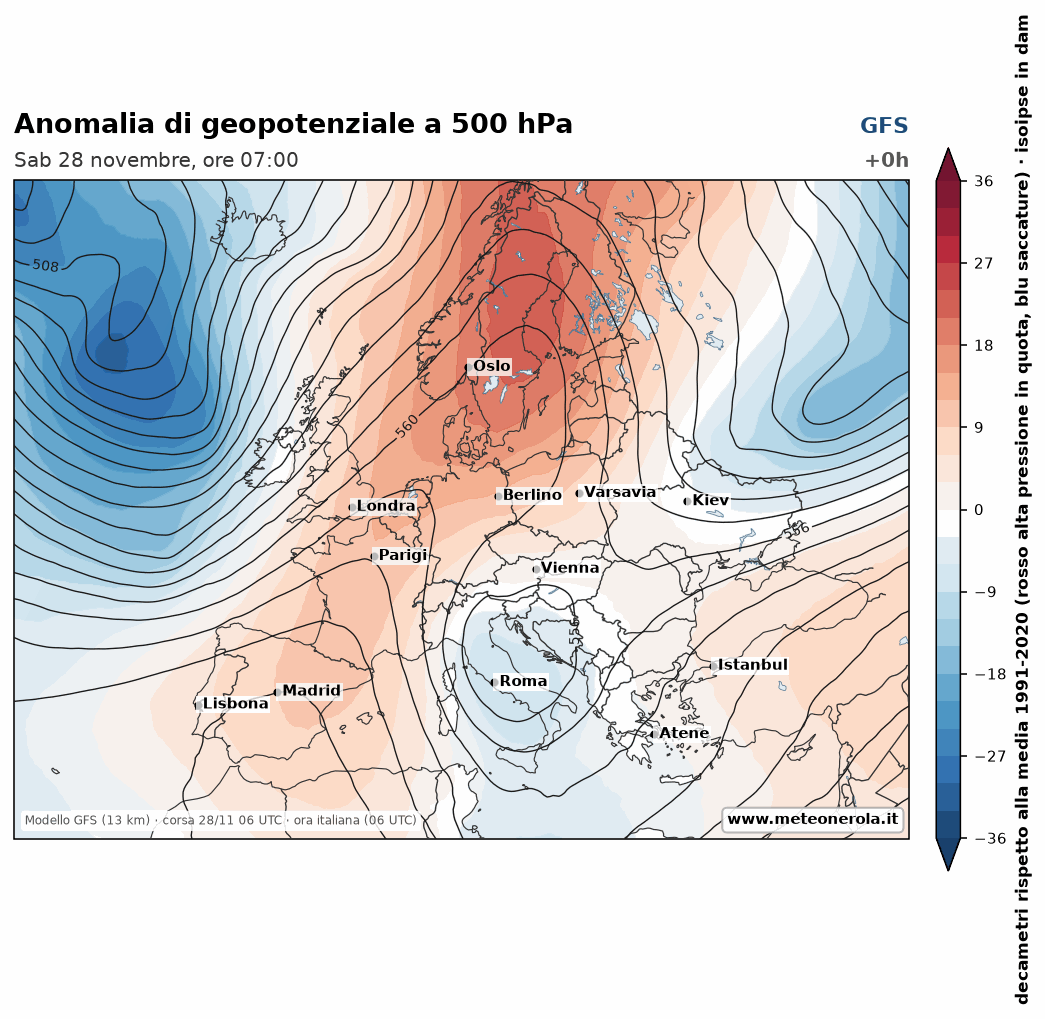 Anomalia di geopotenziale a 500 hPa
GFS
Sab 28 novembre, ore 07:00
+0h
508
560
556
Oslo
Londra
Berlino
Varsavia
Kiev
Parigi
Vienna
Roma
Istanbul
Madrid
Lisbona
Atene
Modello GFS (13 km) · corsa 28/11 06 UTC · ora italiana (06 UTC)
www.meteonerola.it
36
27
18
9
0
−9
−18
−27
−36
decametri rispetto alla media 1991-2020 (rosso alta pressione in quota, blu saccature) · isoipse in dam